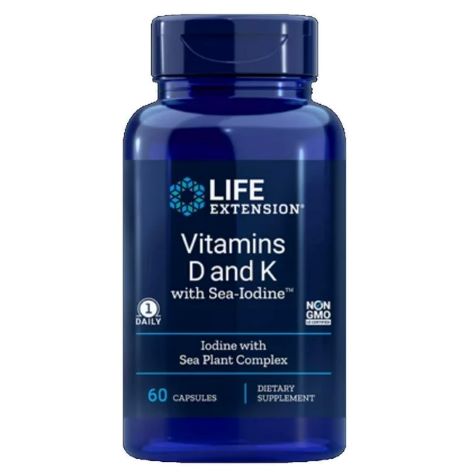 LIFE
EXTENSION®
Vitamins
D and K
with Sea-Iodine™
1
DAILY
NON
GMO
Iodine with
Sea Plant Complex
60 CAPSULES
DIETARY
SUPPLEMENT